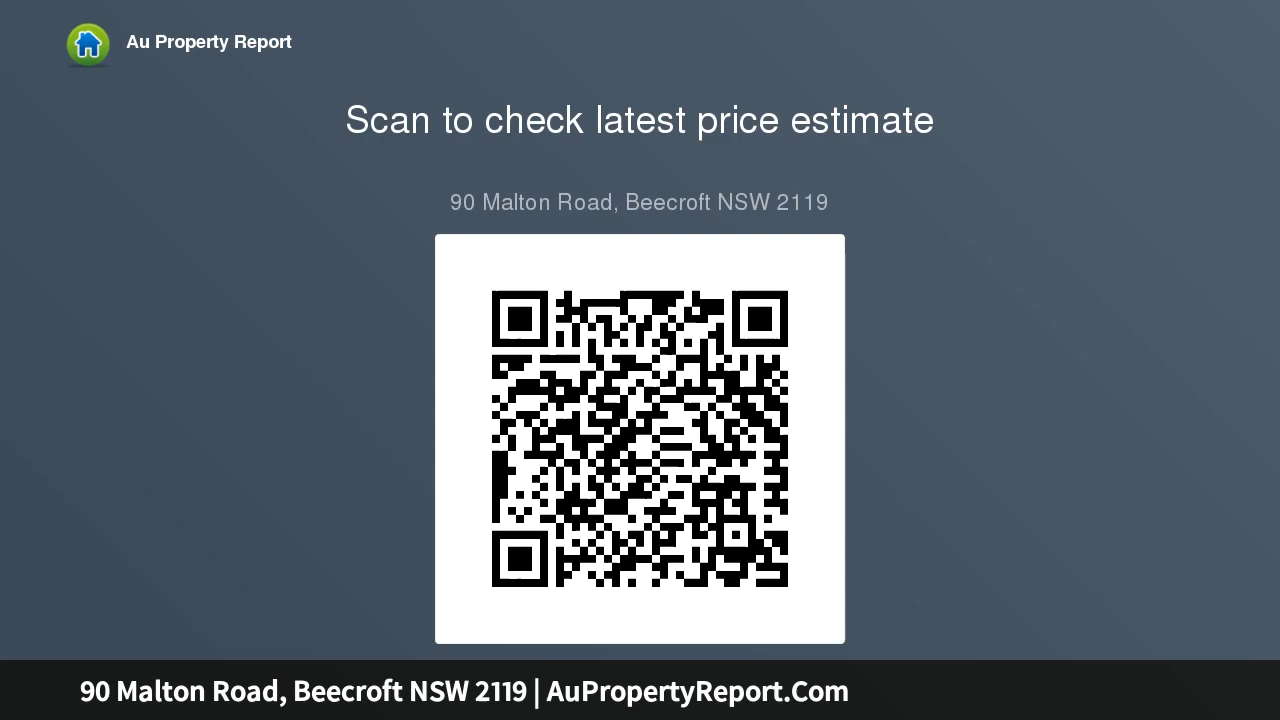 Au Property Report
Scan to check latest price estimate
90 Malton Road, Beecroft NSW 2119
90 Malton Road, Beecroft NSW 2119 | AuPropertyReport.Com